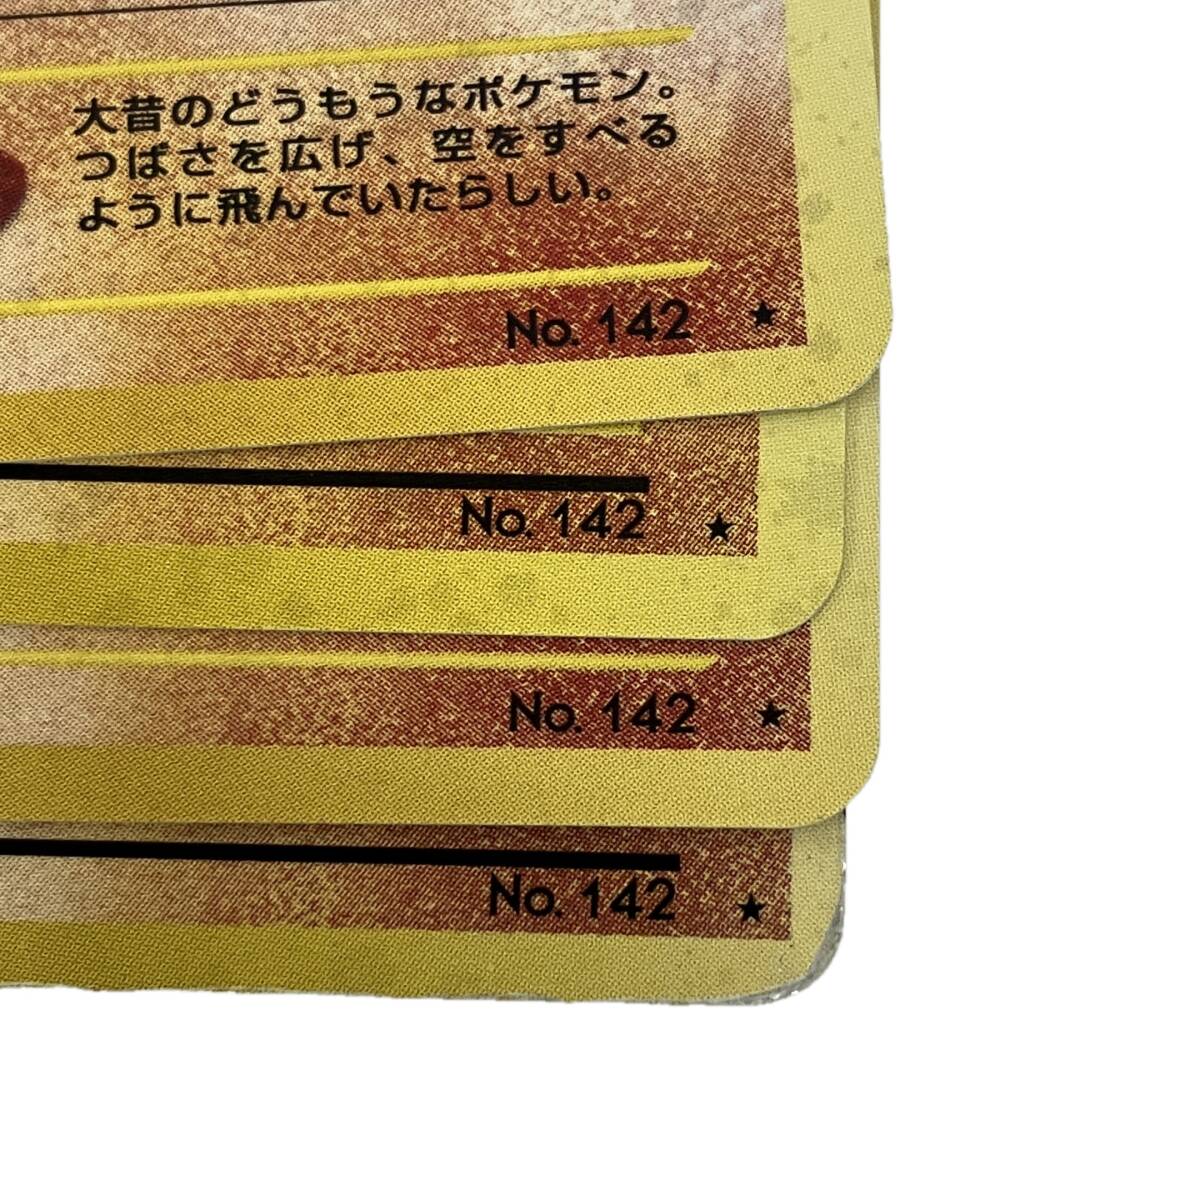 大昔のどうもうなポケモン。
つばさを広げ、空をすべる
ように飛んでいたらしい。
No. 142 ★
No. 142 ★
No. 142 ★
No. 142 ★